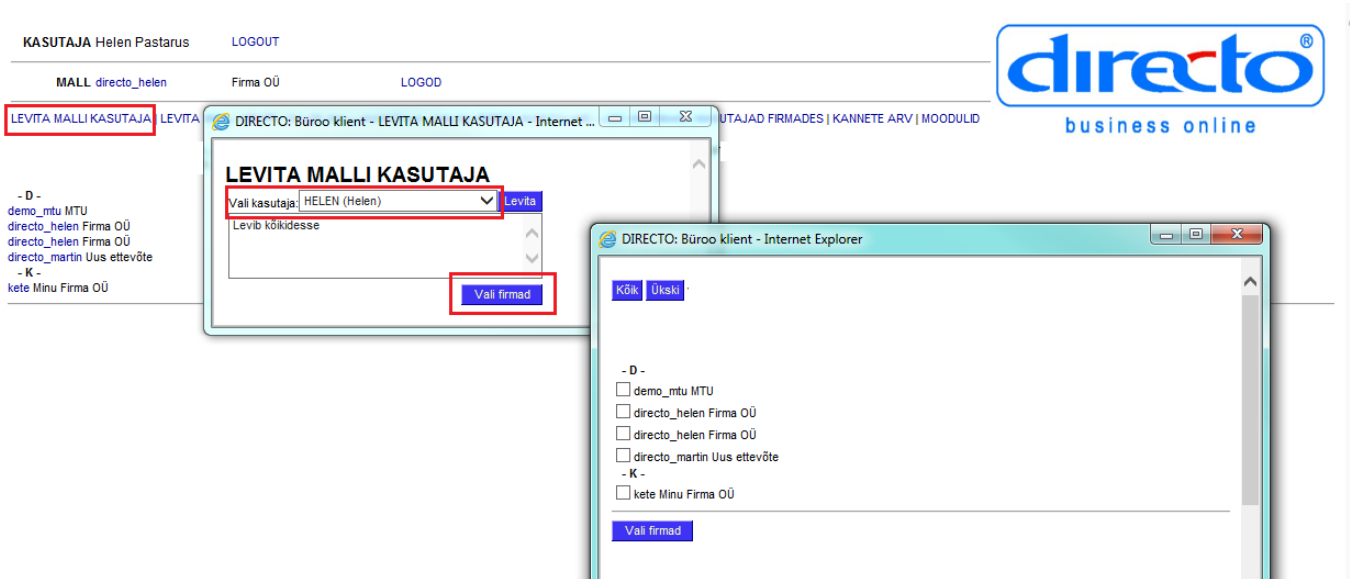 KASUTAJA Helen Pastarus LOGOUT
MALL directo_helen Firma OÜ LOGOD
directo®
business online
LEVITA MALLI KASUTAJA | LEVITA
UTAJAD FIRMADES | KANNETE ARV | MOODULID
- D -
demo_mtu MTU
directo_helen Firma OÜ
directo_helen Firma OÜ
directo_martin Uus ettevõte
- K -
kete Minu Firma OÜ
DIRECTO: Büroo klient - LEVITA MALLI KASUTAJA - Internet ...
LEVITA MALLI KASUTAJA
Vali kasutaja: HELEN (Helen) Levita
Levib kõikidesse
Vali firmad
DIRECTO: Büroo klient - Internet Explorer
Kõik Ükski
- D -
demo_mtu MTU
directo_helen Firma OÜ
directo_helen Firma OÜ
directo_martin Uus ettevõte
- K -
kete Minu Firma OÜ
Vali firmad